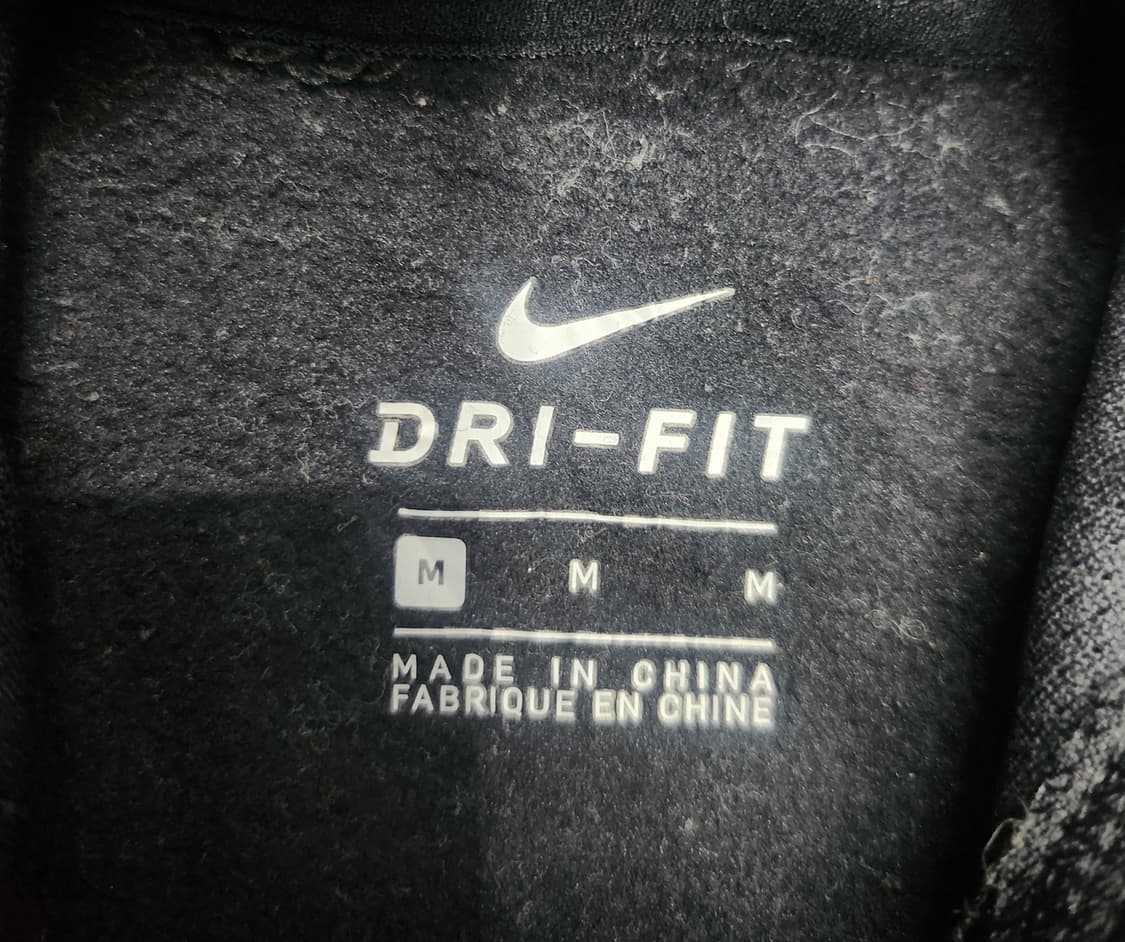 DRI-FIT
M M M
MADE IN CHINA
FABRIQUE EN CHINE